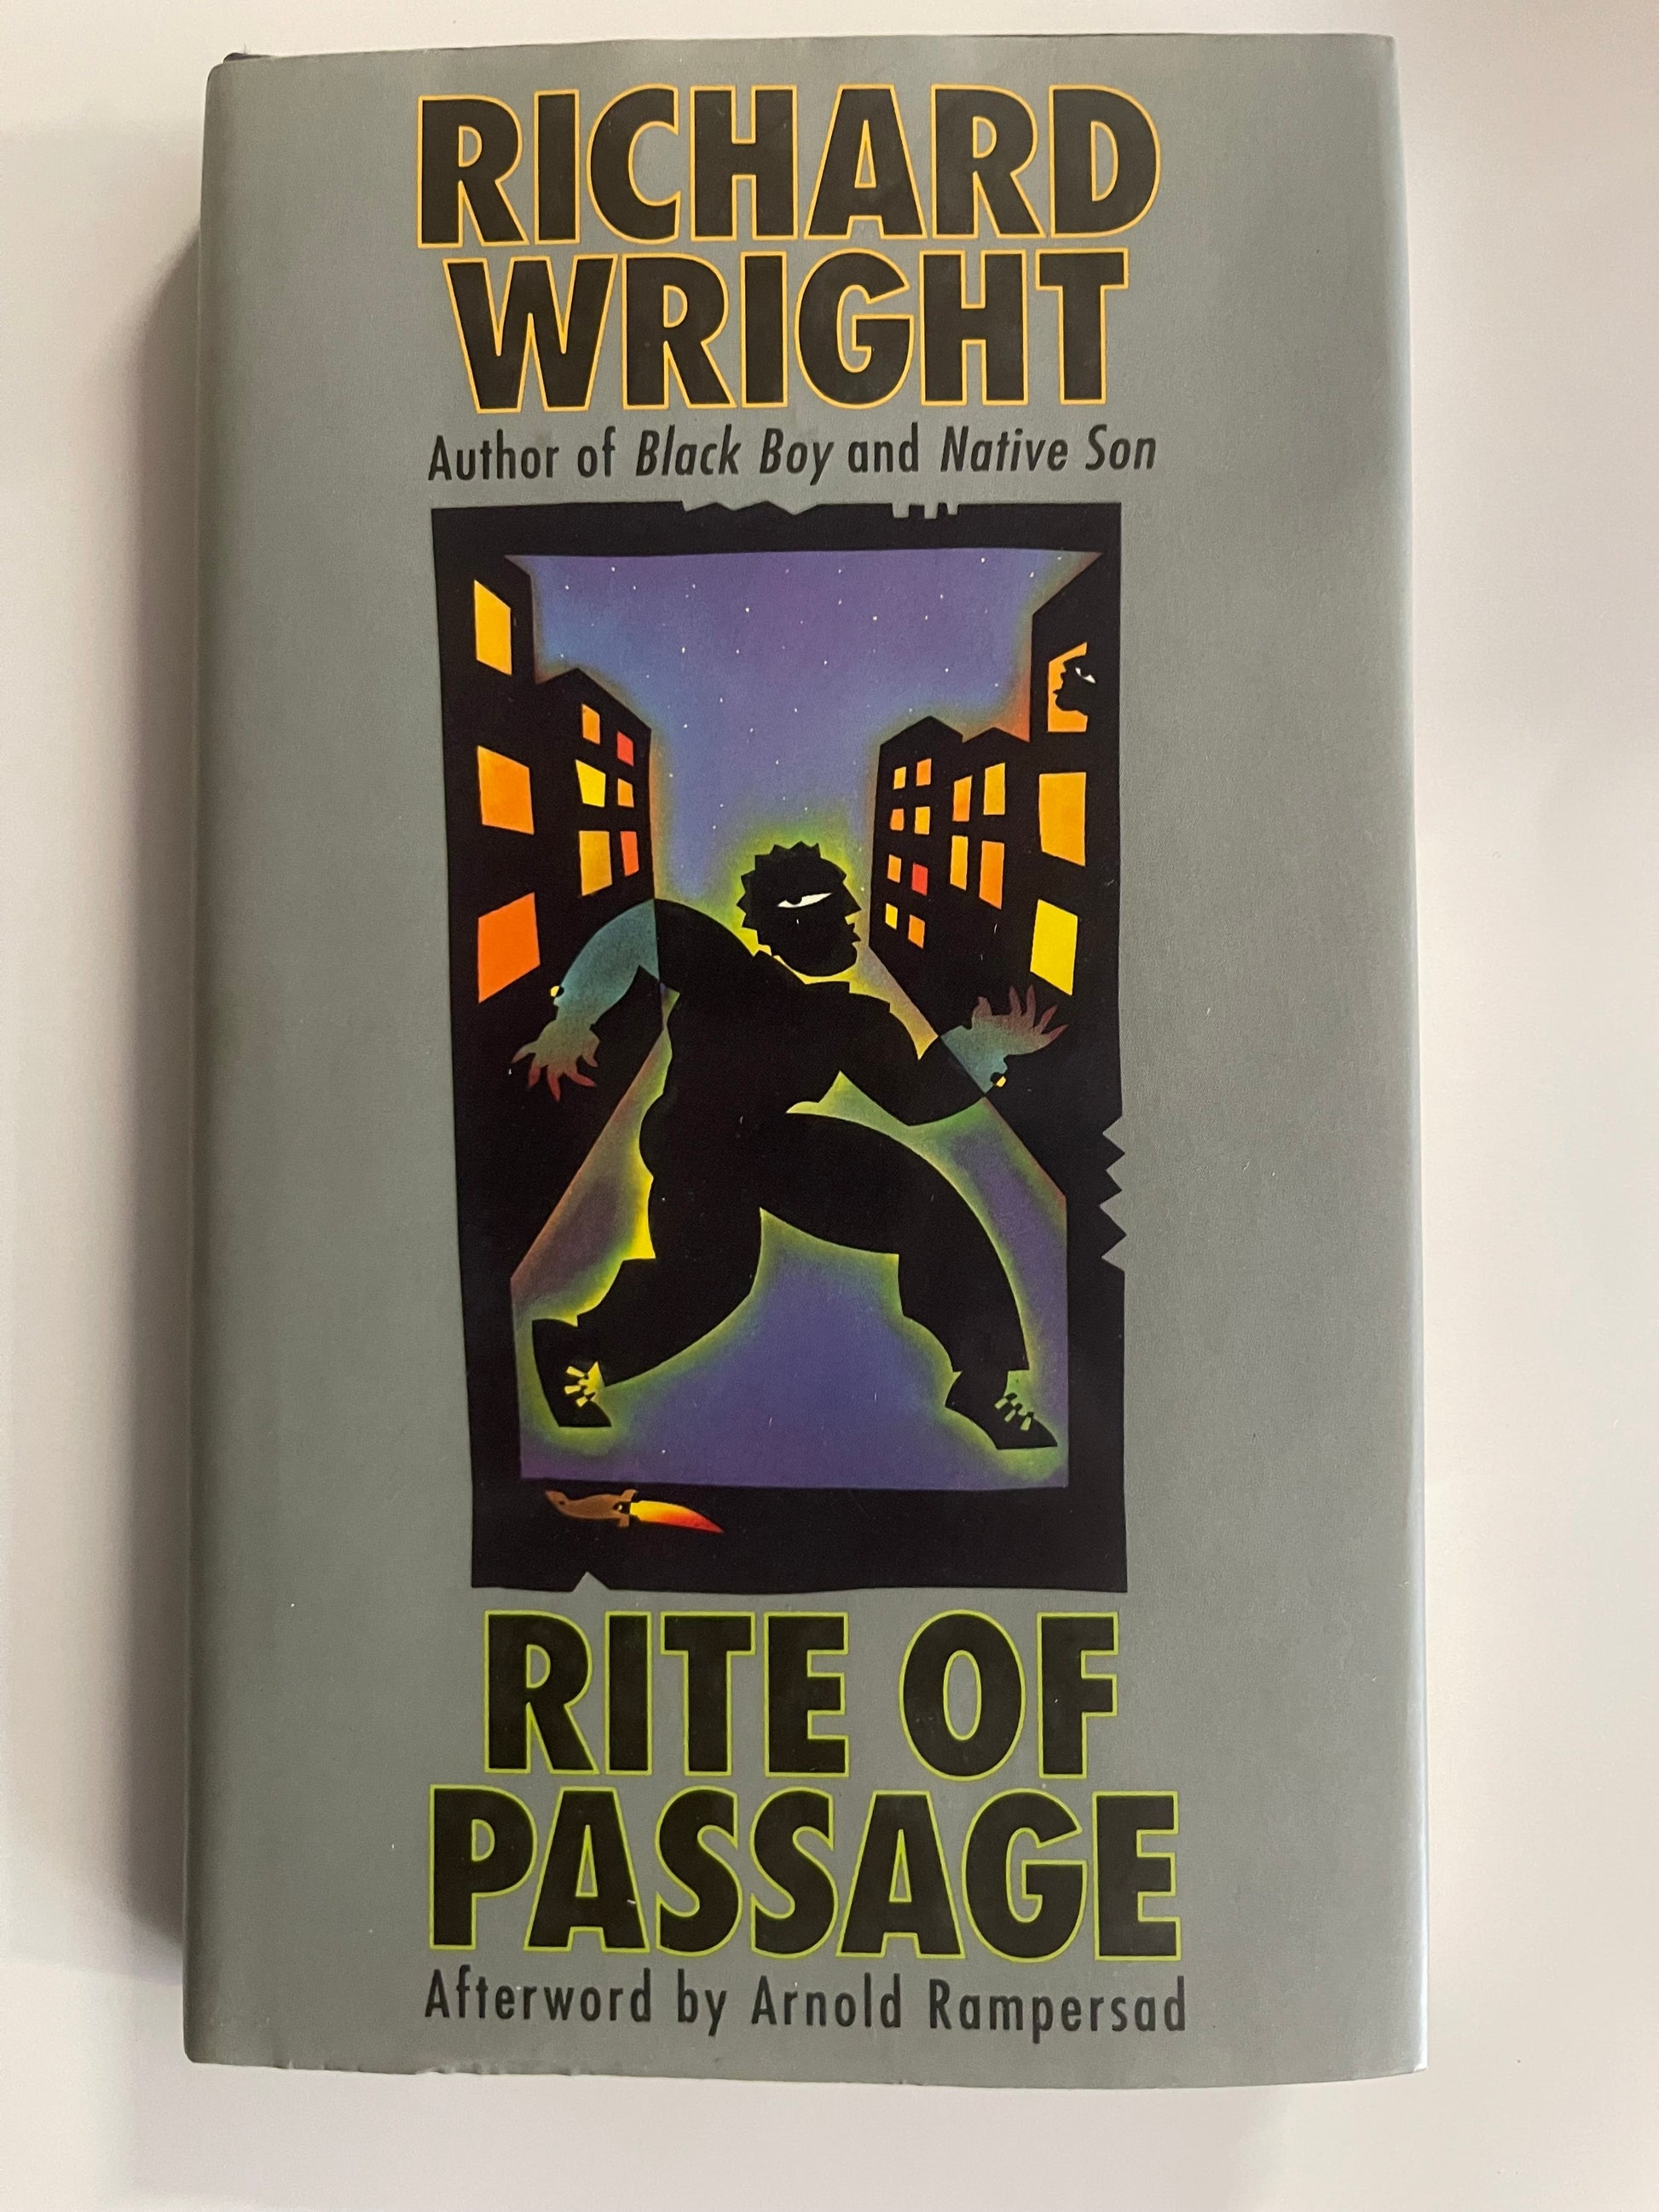 RICHARD
WRIGHT
Author of Black Boy and Native Son
RITE OF
PASSAGE
Afterword by Arnold Rampersad